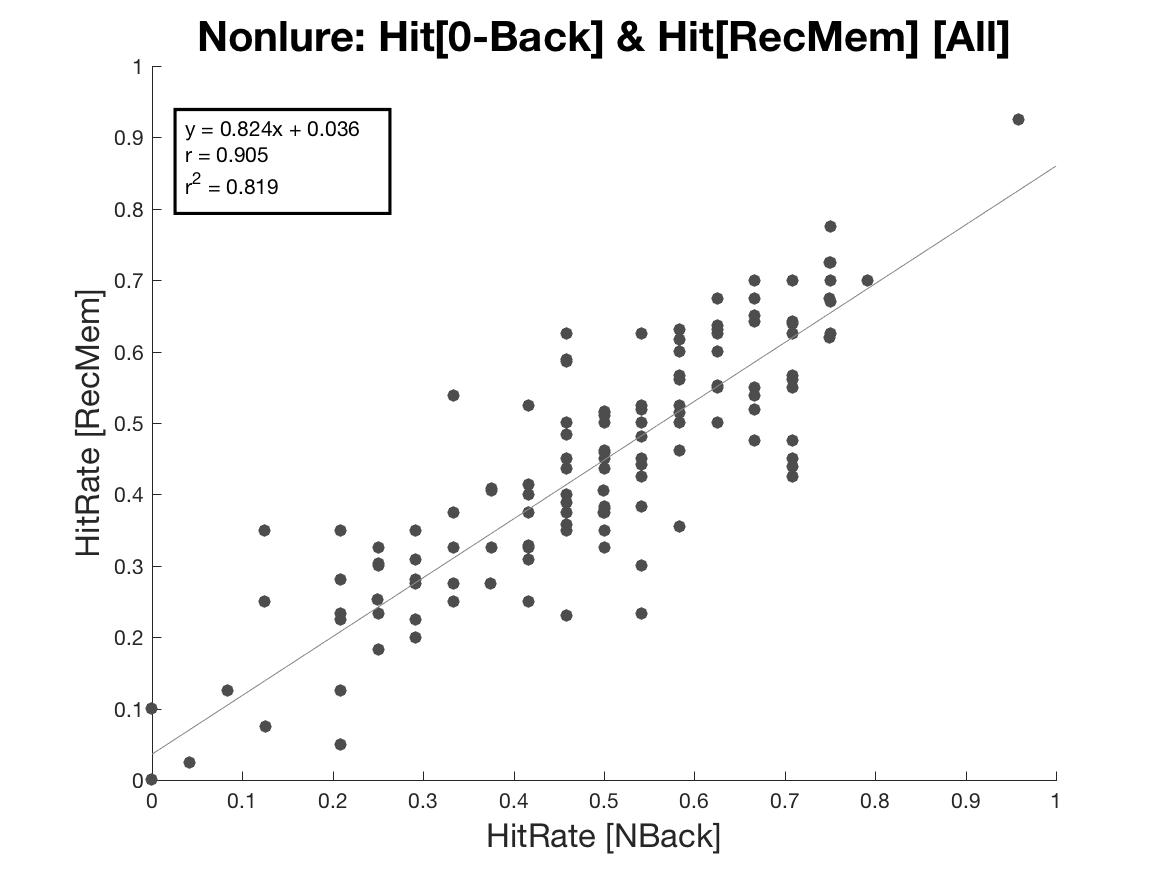 Nonlure: Hit[0-Back] & Hit[RecMem] [All]
y = 0.824x + 0.036
r = 0.905
r² = 0.819
HitRate [RecMem]
1
0.9
0.8
0.7
0.6
0.5
0.4
0.3
0.2
0.1
0
0 0.1 0.2 0.3 0.4 0.5 0.6 0.7 0.8 0.9 1
HitRate [NBack]